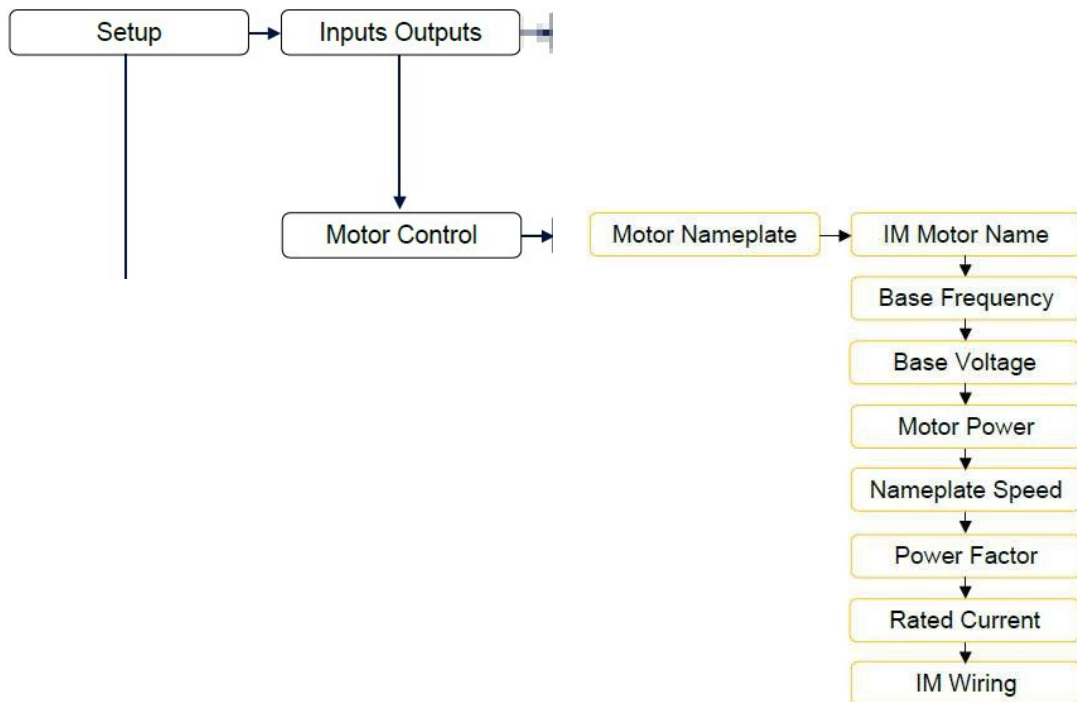 Setup
Inputs Outputs
Motor Control
Motor Nameplate
IM Motor Name
Base Frequency
Base Voltage
Motor Power
Nameplate Speed
Power Factor
Rated Current
IM Wiring